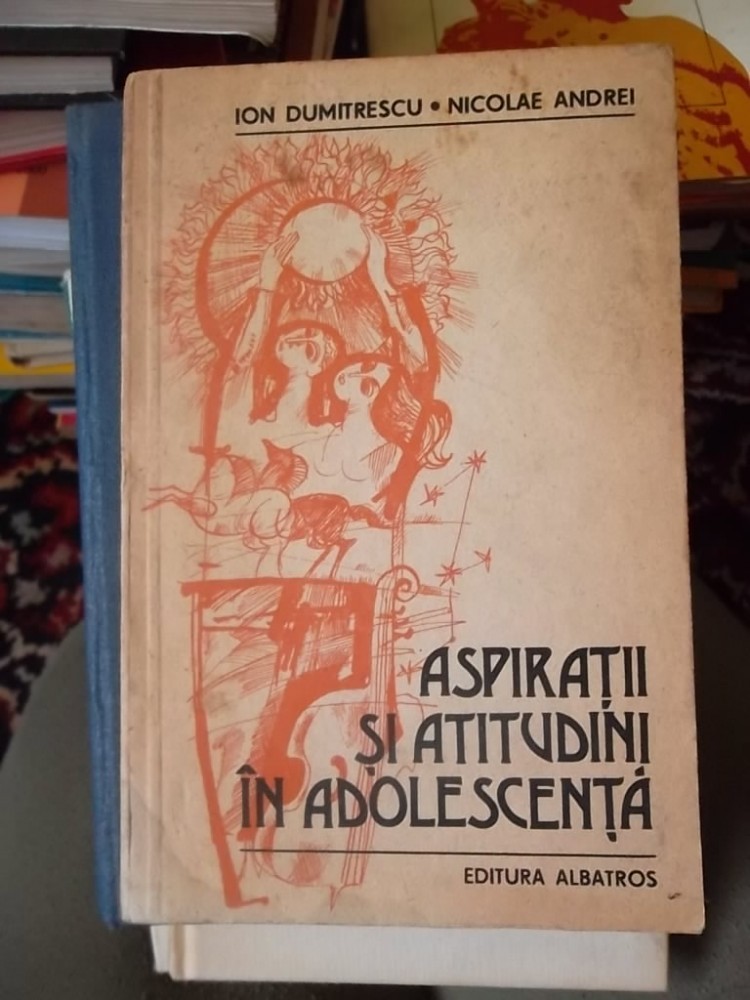 ION DUMITRESCU • NICOLAE ANDREI
ASPIRAȚII
ȘI ATITUDINI
ÎN ADOLESCENȚĂ
EDITURA ALBATROS